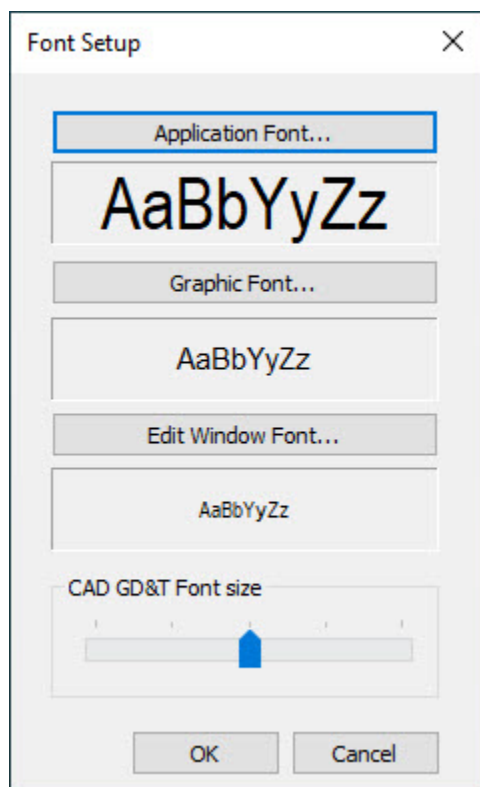 Font Setup
Application Font...
AaBbYyZz
Graphic Font...
AaBbYyZz
Edit Window Font...
AaBbYyZz
CAD GD&T Font size
OK Cancel